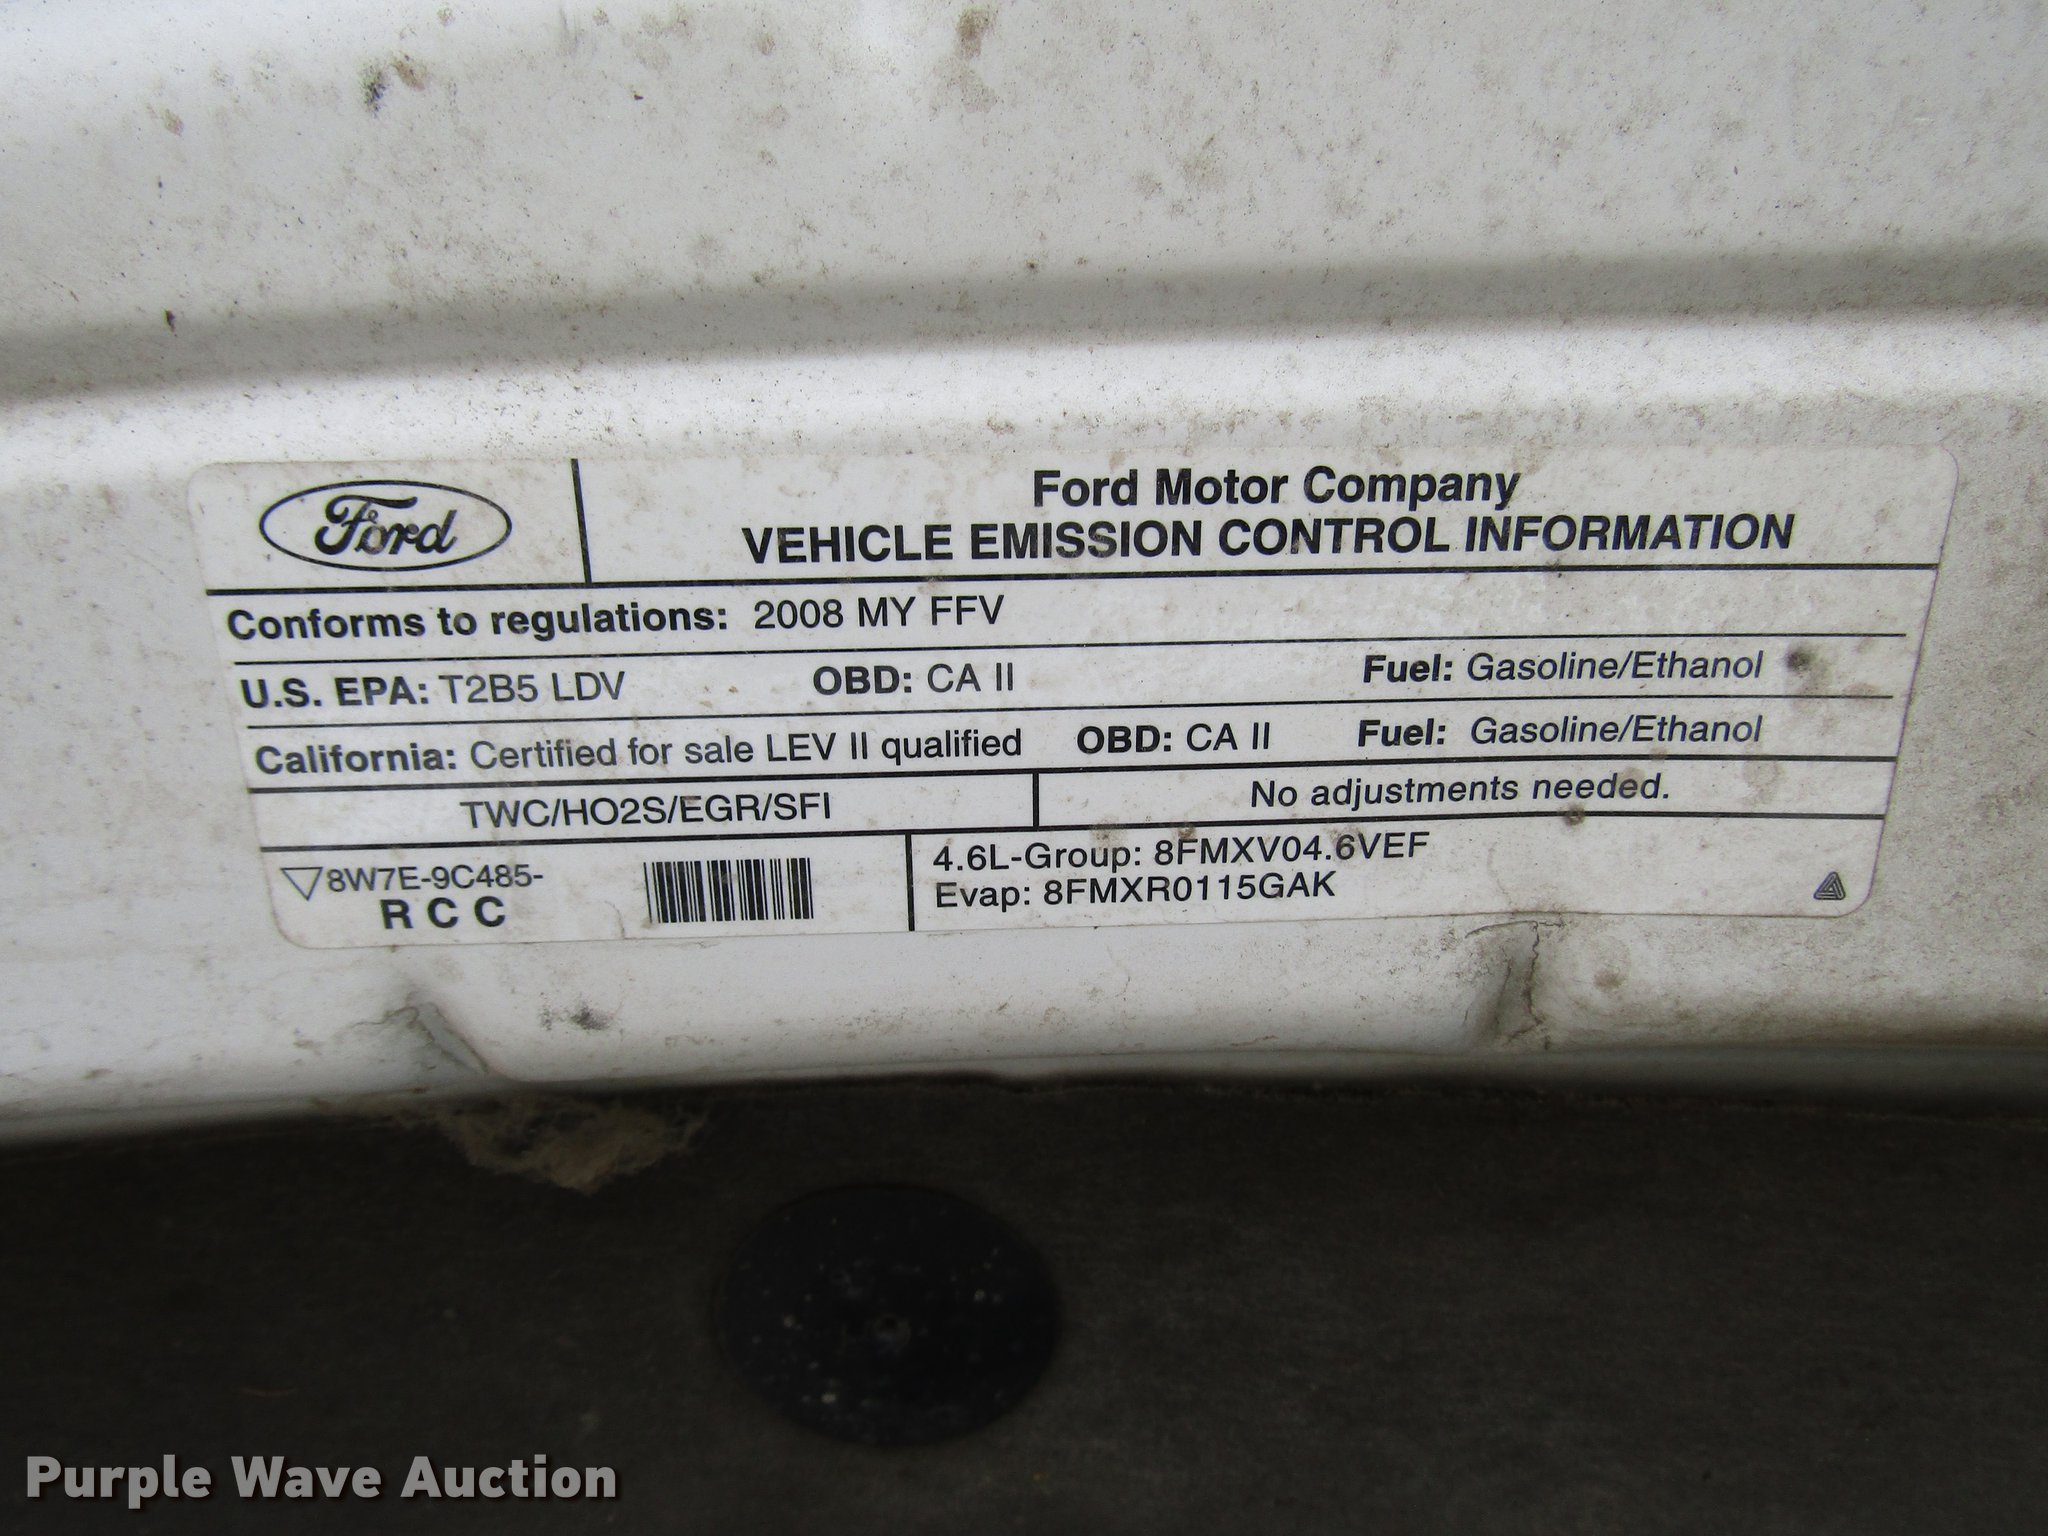 Ford
Ford Motor Company
VEHICLE EMISSION CONTROL INFORMATION
Conforms to regulations: 2008 MY FFV
U.S. EPA: T2B5 LDV OBD: CA II Fuel: Gasoline/Ethanol
California: Certified for sale LEV II qualified OBD: CA II Fuel: Gasoline/Ethanol
TWC/HO2S/EGR/SFI No adjustments needed.
8W7E-9C485-
R C C
4.6L-Group: 8FMXV04.6VEF
Evap: 8FMXR0115GAK
Purple Wave Auction